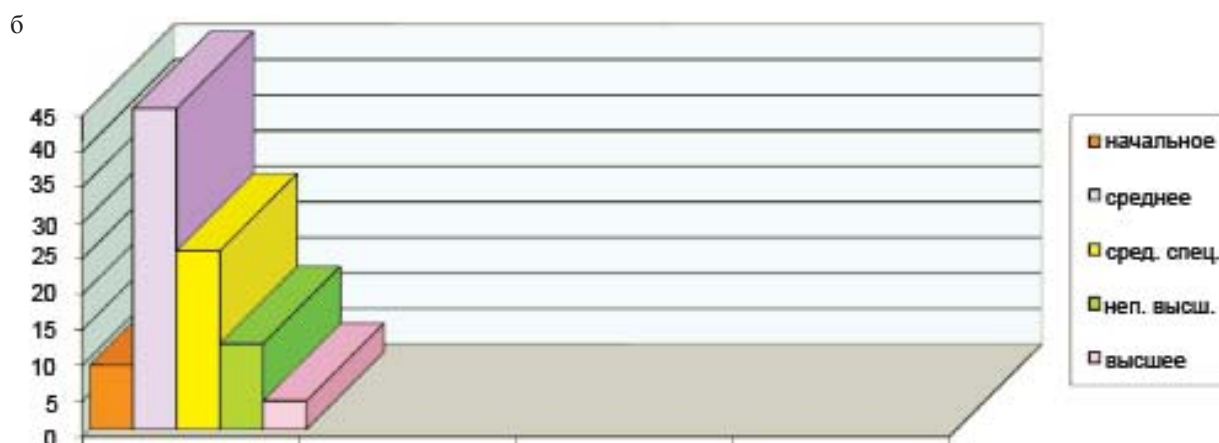 б
45
40
35
30
25
20
15
10
5
0
начальное
среднее
сред. спец.
неп. высш.
высшее